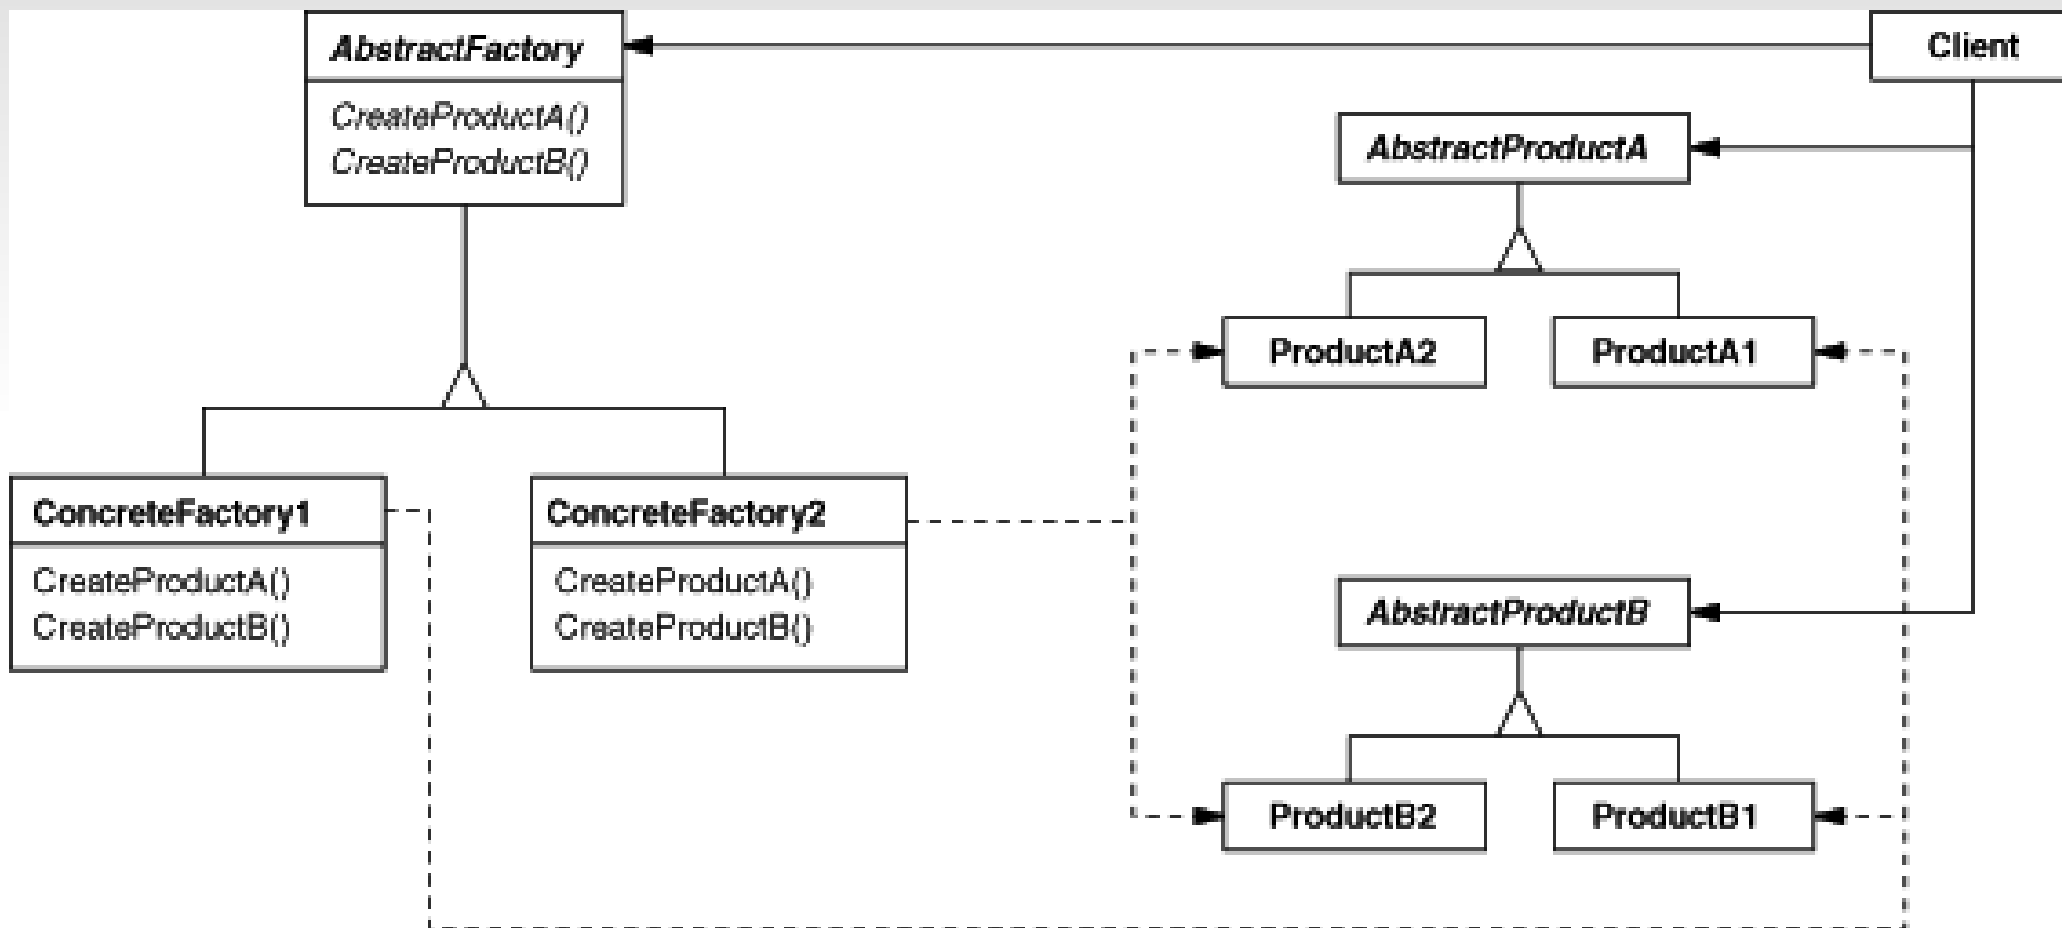 AbstractFactory
CreateProductA()
CreateProductB()
Client
AbstractProductA
ProductA2
ProductA1
ConcreteFactory1
CreateProductA()
CreateProductB()
ConcreteFactory2
CreateProductA()
CreateProductB()
AbstractProductB
ProductB2
ProductB1